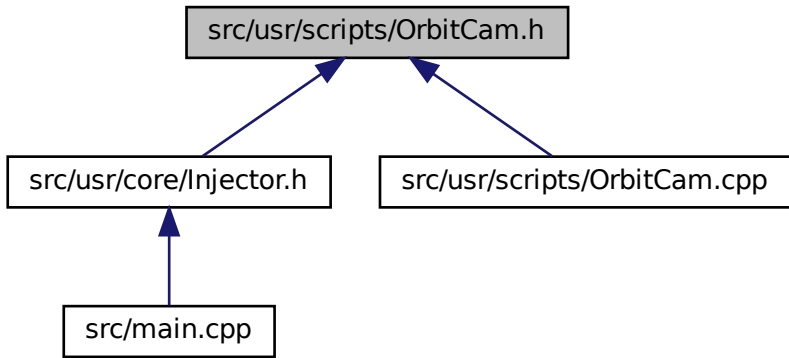 src/usr/scripts/OrbitCam.h
src/usr/core/Injector.h
src/usr/scripts/OrbitCam.cpp
src/main.cpp